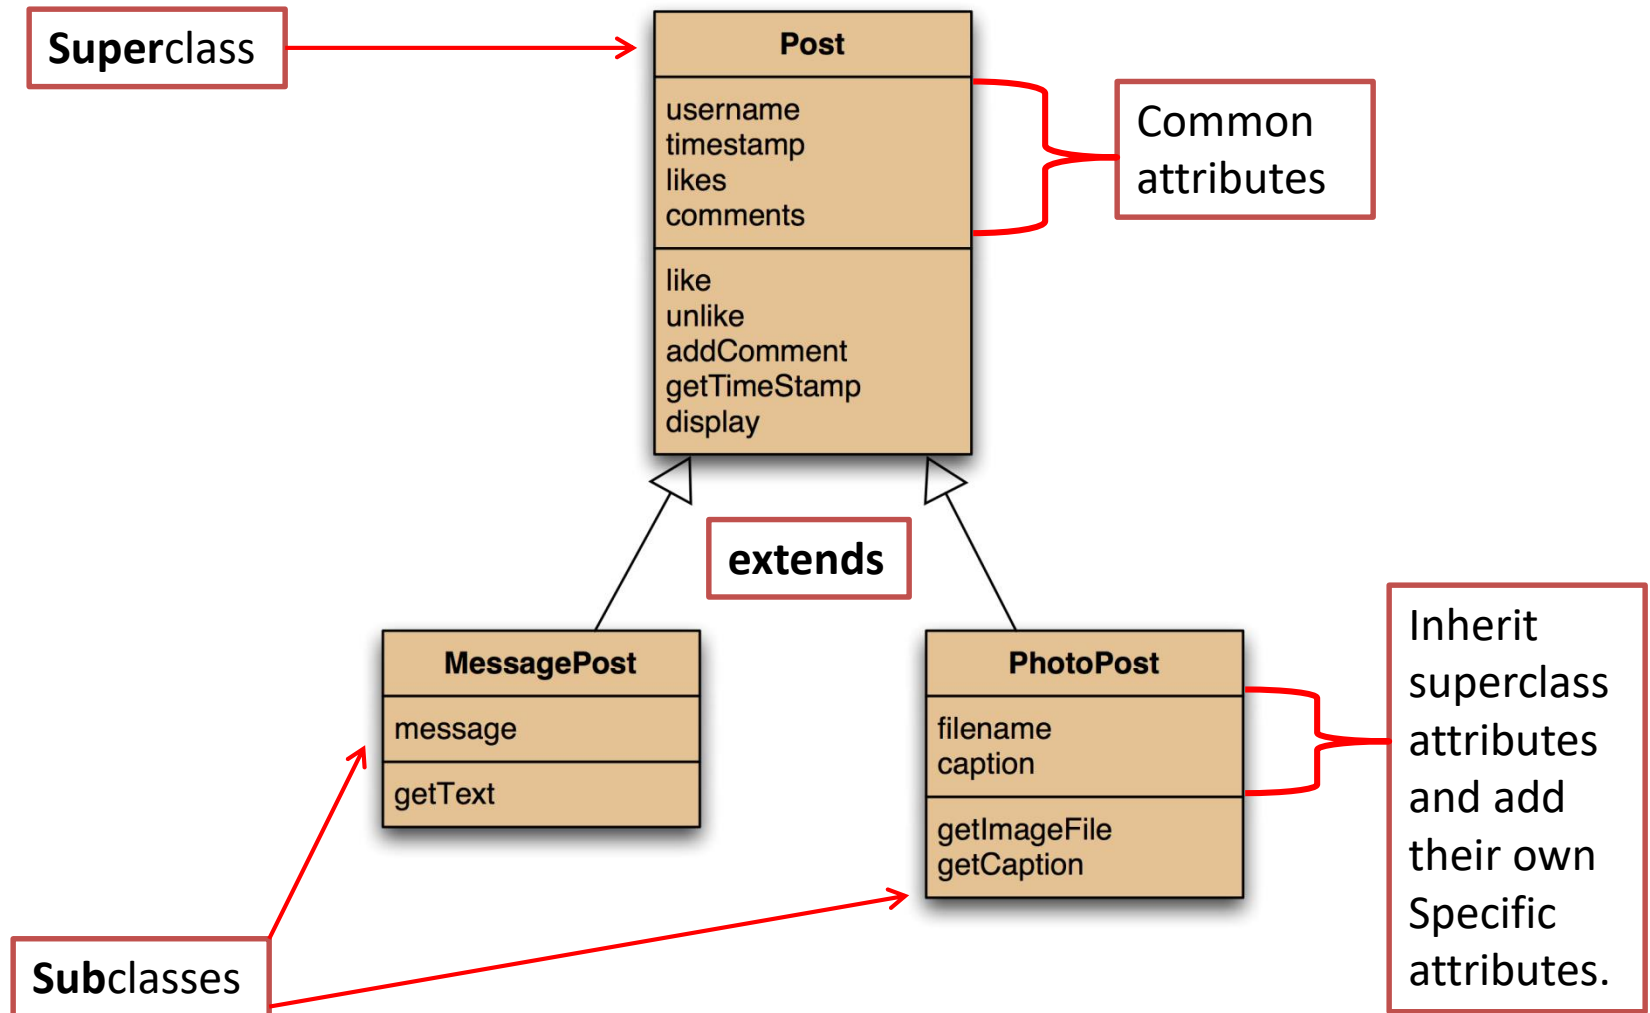 Superclass
Post
username
timestamp
likes
comments
Common
attributes
like
unlike
addComment
getTimeStamp
display
extends
MessagePost
message
getText
PhotoPost
filename
caption
getImageFile
getCaption
Inherit
superclass
attributes
and add
their own
Specific
attributes.
Subclasses